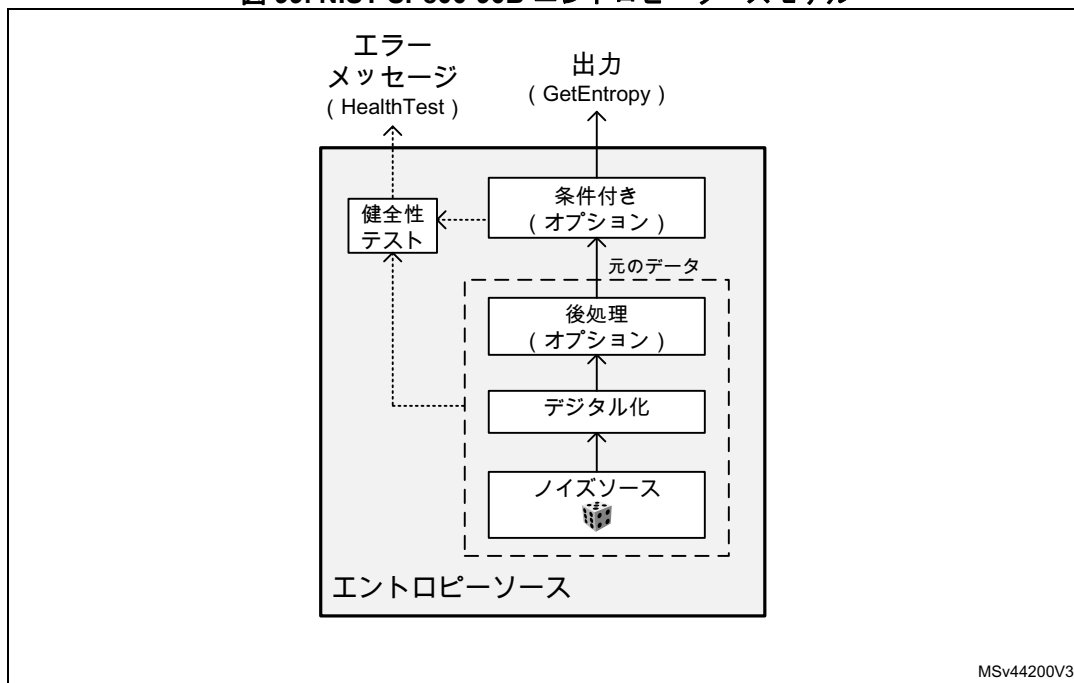 エラー
メッセージ
( HealthTest )
出力
( GetEntropy )
条件付き
( オプション )
健全性
テスト
元のデータ
後処理
( オプション )
デジタル化
ノイズソース
エントロピーソース
MSv44200V3